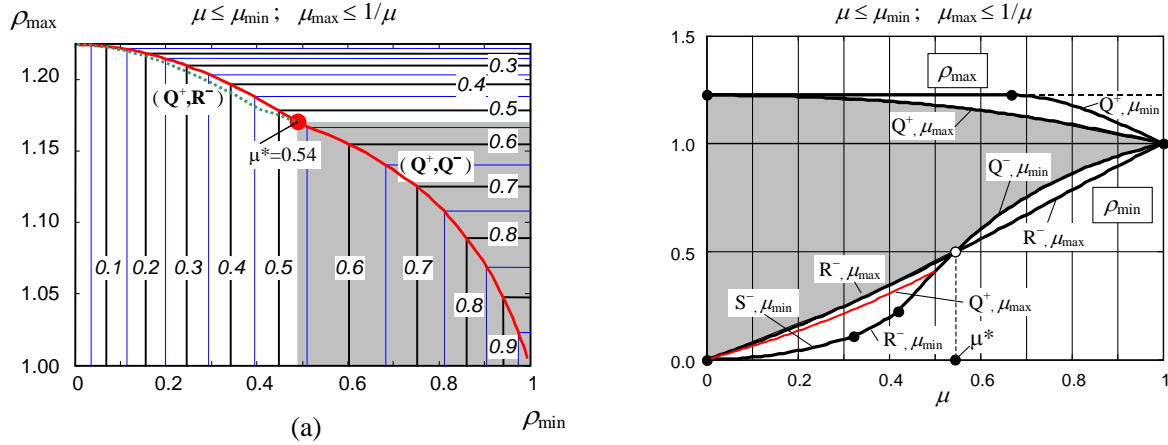 μ ≤ μmin ; μmax ≤ 1/μ
ρmax
1.20
1.15
1.10
1.05
1.00
0.3
0.4
0.5
0.6
0.7
0.8
(Q⁺,R⁻)
μ*=0.54
(Q⁺,Q⁻)
0.1
0.2
0.3
0.4
0.5
0.6
0.7
0.8
0.9
0 0.2 0.4 0.6 0.8 1
ρmin
(a)
μ ≤ μmin ; μmax ≤ 1/μ
1.5
1.0
0.5
0.0
ρmax
Q⁺, μmin
Q⁺, μmax
Q⁻, μmin
ρmin
R⁻, μmax
R⁻, μmax
S⁻, μmin
Q⁺, μmax
R⁻, μmin
μ*
0 0.2 0.4 0.6 0.8 1
μ